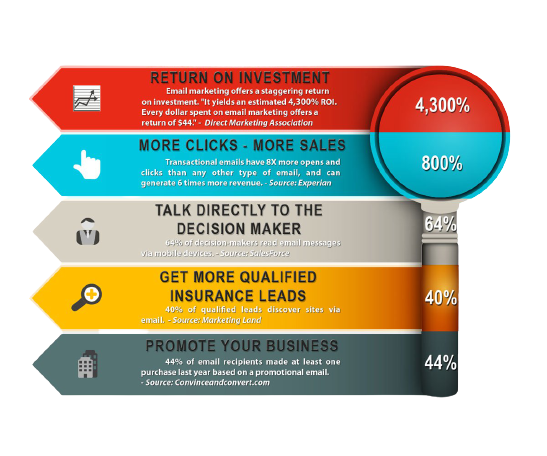 RETURN ON INVESTMENT
Email marketing offers a staggering return
on investment. "It yields an estimated 4,300% ROI.
Every dollar spent on email marketing offers a
return of $44." - Direct Marketing Association
4,300%
MORE CLICKS - MORE SALES
Transactional emails have 8X more opens and
clicks than any other type of email, and can
generate 6 times more revenue. - Source: Experian
800%
TALK DIRECTLY TO THE
DECISION MAKER
64% of decision-makers read email messages
via mobile devices. - Source: SalesForce
64%
GET MORE QUALIFIED
INSURANCE LEADS
40% of qualified leads discover sites via
email. - Source: Marketing Land
40%
PROMOTE YOUR BUSINESS
44% of email recipients made at least one
purchase last year based on a promotional email.
- Source: Convinceandconvert.com
44%